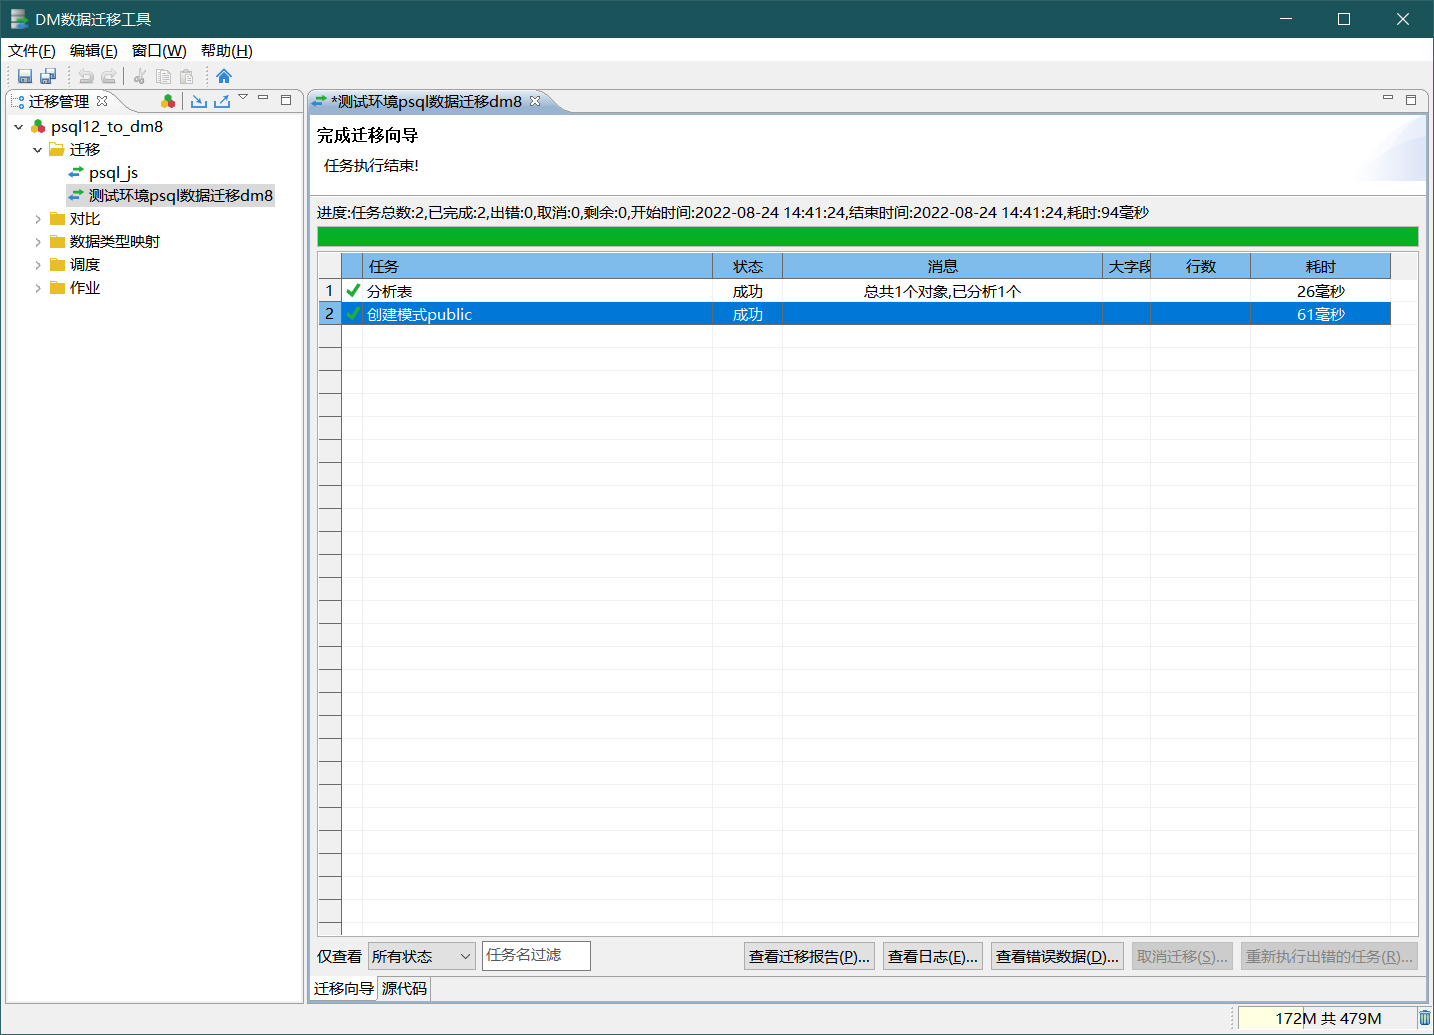 DM数据迁移工具
文件(F) 编辑(E) 窗口(W) 帮助(H)
迁移管理
psql12_to_dm8
迁移
psql_js
测试环境psql数据迁移dm8
对比
数据类型映射
调度
作业
*测试环境psql数据迁移dm8
完成迁移向导
任务执行结束!
进度:任务总数:2,已完成:2,出错:0,取消:0,剩余:0,开始时间:2022-08-24 14:41:24,结束时间:2022-08-24 14:41:24,耗时:94毫秒
任务 状态 消息 大字段 行数 耗时
1 分析表 成功 总共1个对象,已分析1个 26毫秒
2 创建模式public 成功 61毫秒
仅查看 所有状态 任务名过滤 查看迁移报告(P)... 查看日志(E)... 查看错误数据(D)... 取消迁移(S)... 重新执行出错的任务(R)...
迁移向导 源代码
172M 共 479M